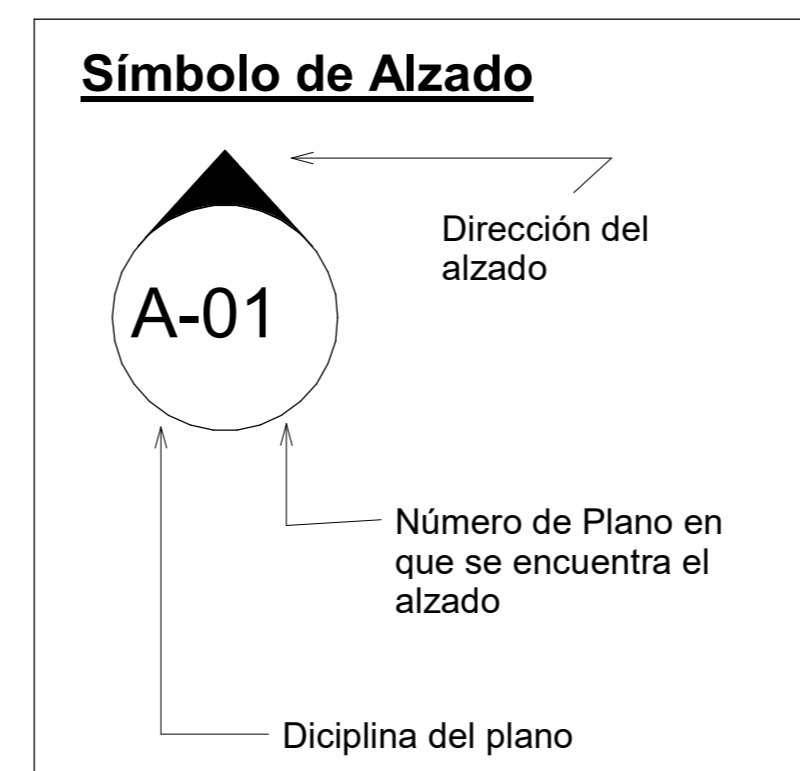 Símbolo de Alzado
Dirección del
alzado
A-01
Número de Plano en
que se encuentra el
alzado
Diciplina del plano